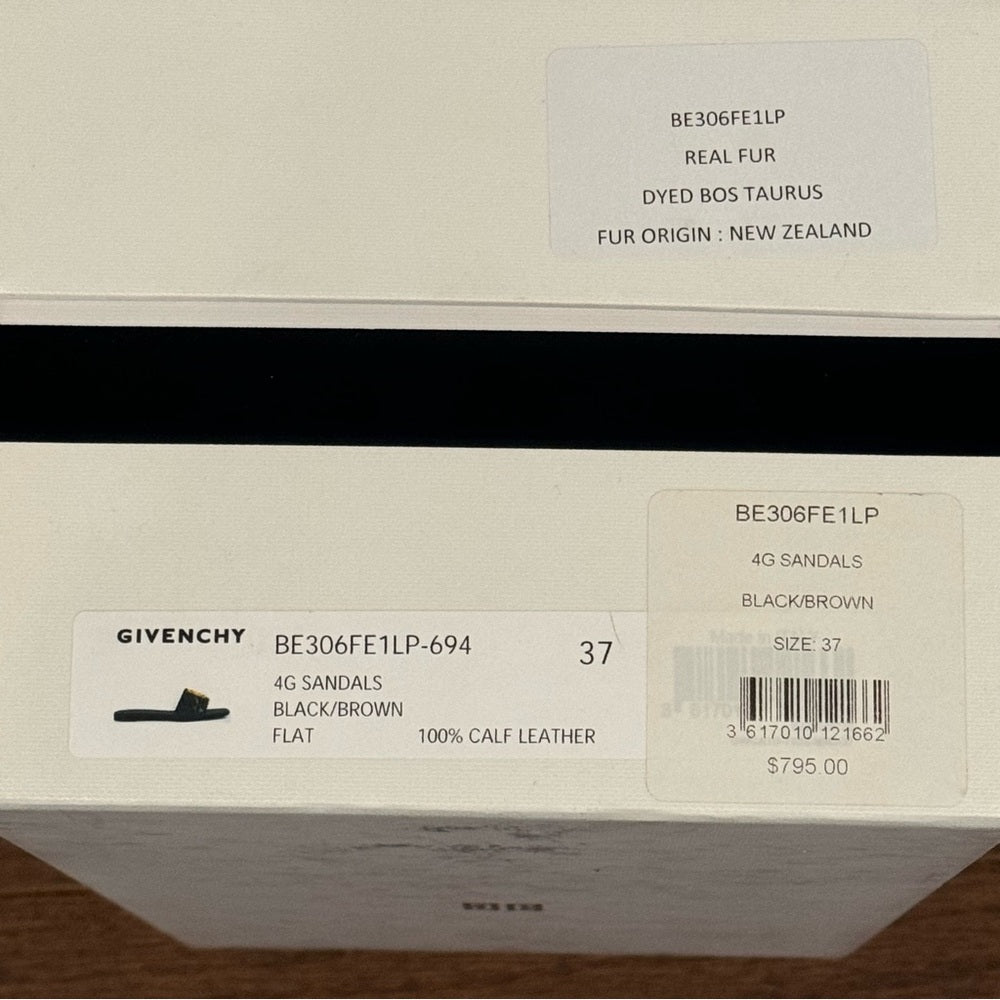 BE306FE1LP
REAL FUR
DYED BOS TAURUS
FUR ORIGIN : NEW ZEALAND
GIVENCHY
BE306FE1LP-694
37
4G SANDALS
BLACK/BROWN
FLAT
100% CALF LEATHER
BE306FE1LP
4G SANDALS
BLACK/BROWN
SIZE: 37
3 617010 121662
$795.00